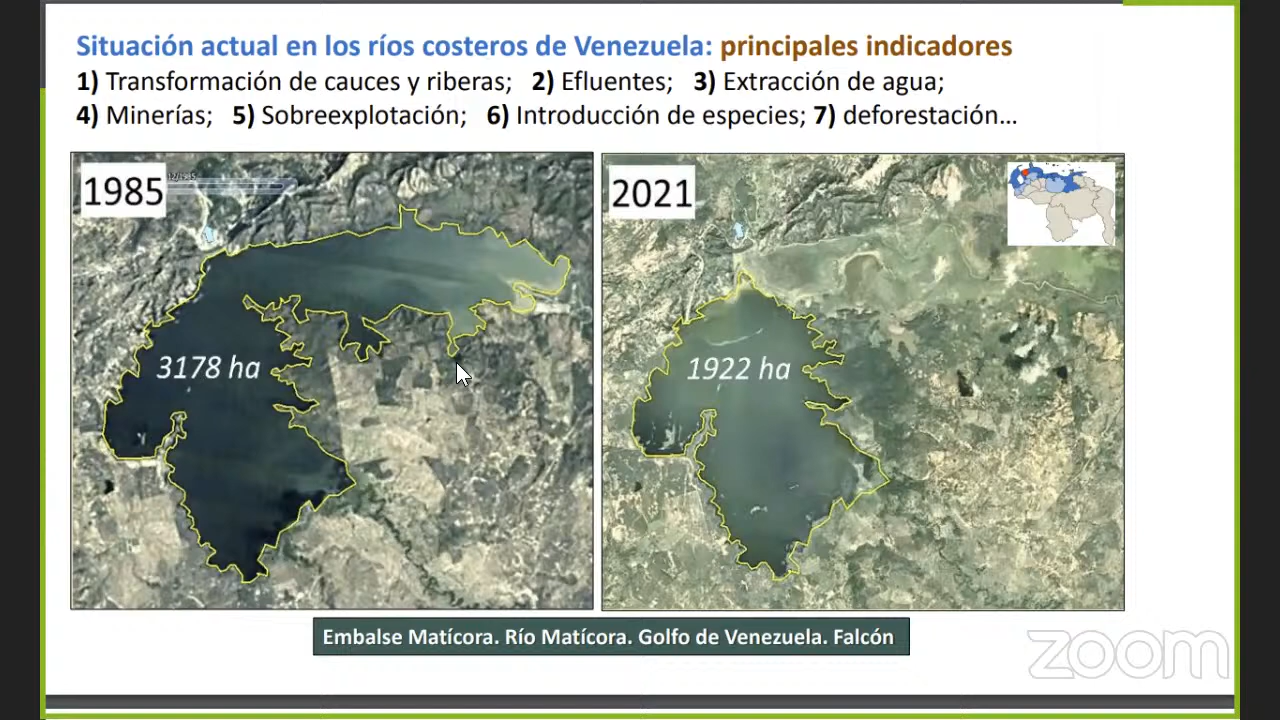 Situación actual en los ríos costeros de Venezuela: principales indicadores
1) Transformación de cauces y riberas; 2) Efluentes; 3) Extracción de agua;
4) Minerías; 5) Sobreexplotación; 6) Introducción de especies; 7) deforestación...
1985
2021
3178 ha
1922 ha
Embalse Matícora. Río Matícora. Golfo de Venezuela. Falcón
zoom